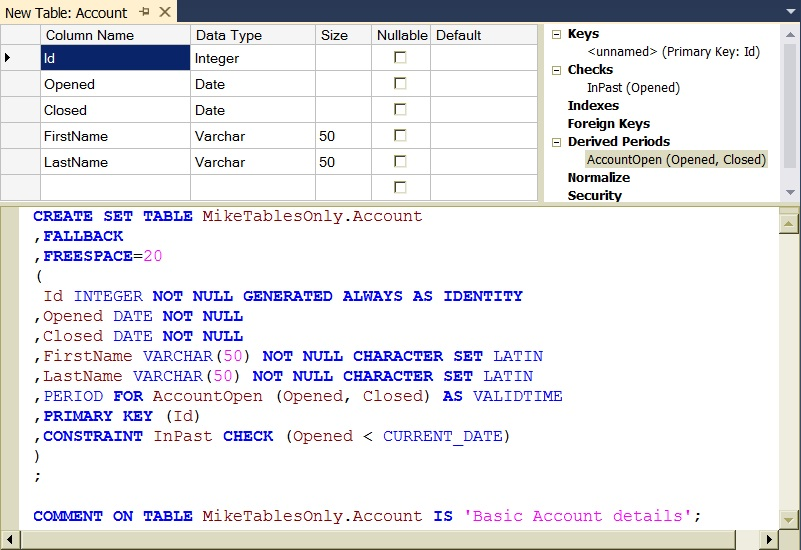 New Table: Account
Column Name Data Type Size Nullable Default
Id Integer
Opened Date
Closed Date
FirstName Varchar 50
LastName Varchar 50
Keys
<unnamed> (Primary Key: Id)
Checks
InPast (Opened)
Indexes
Foreign Keys
Derived Periods
AccountOpen (Opened, Closed)
Normalize
Security
CREATE SET TABLE MikeTablesOnly.Account
,FALLBACK
,FREESPACE=20
(
Id INTEGER NOT NULL GENERATED ALWAYS AS IDENTITY
,Opened DATE NOT NULL
,Closed DATE NOT NULL
,FirstName VARCHAR(50) NOT NULL CHARACTER SET LATIN
,LastName VARCHAR(50) NOT NULL CHARACTER SET LATIN
,PERIOD FOR AccountOpen (Opened, Closed) AS VALIDTIME
,PRIMARY KEY (Id)
,CONSTRAINT InPast CHECK (Opened < CURRENT_DATE)
)
;
COMMENT ON TABLE MikeTablesOnly.Account IS 'Basic Account details';